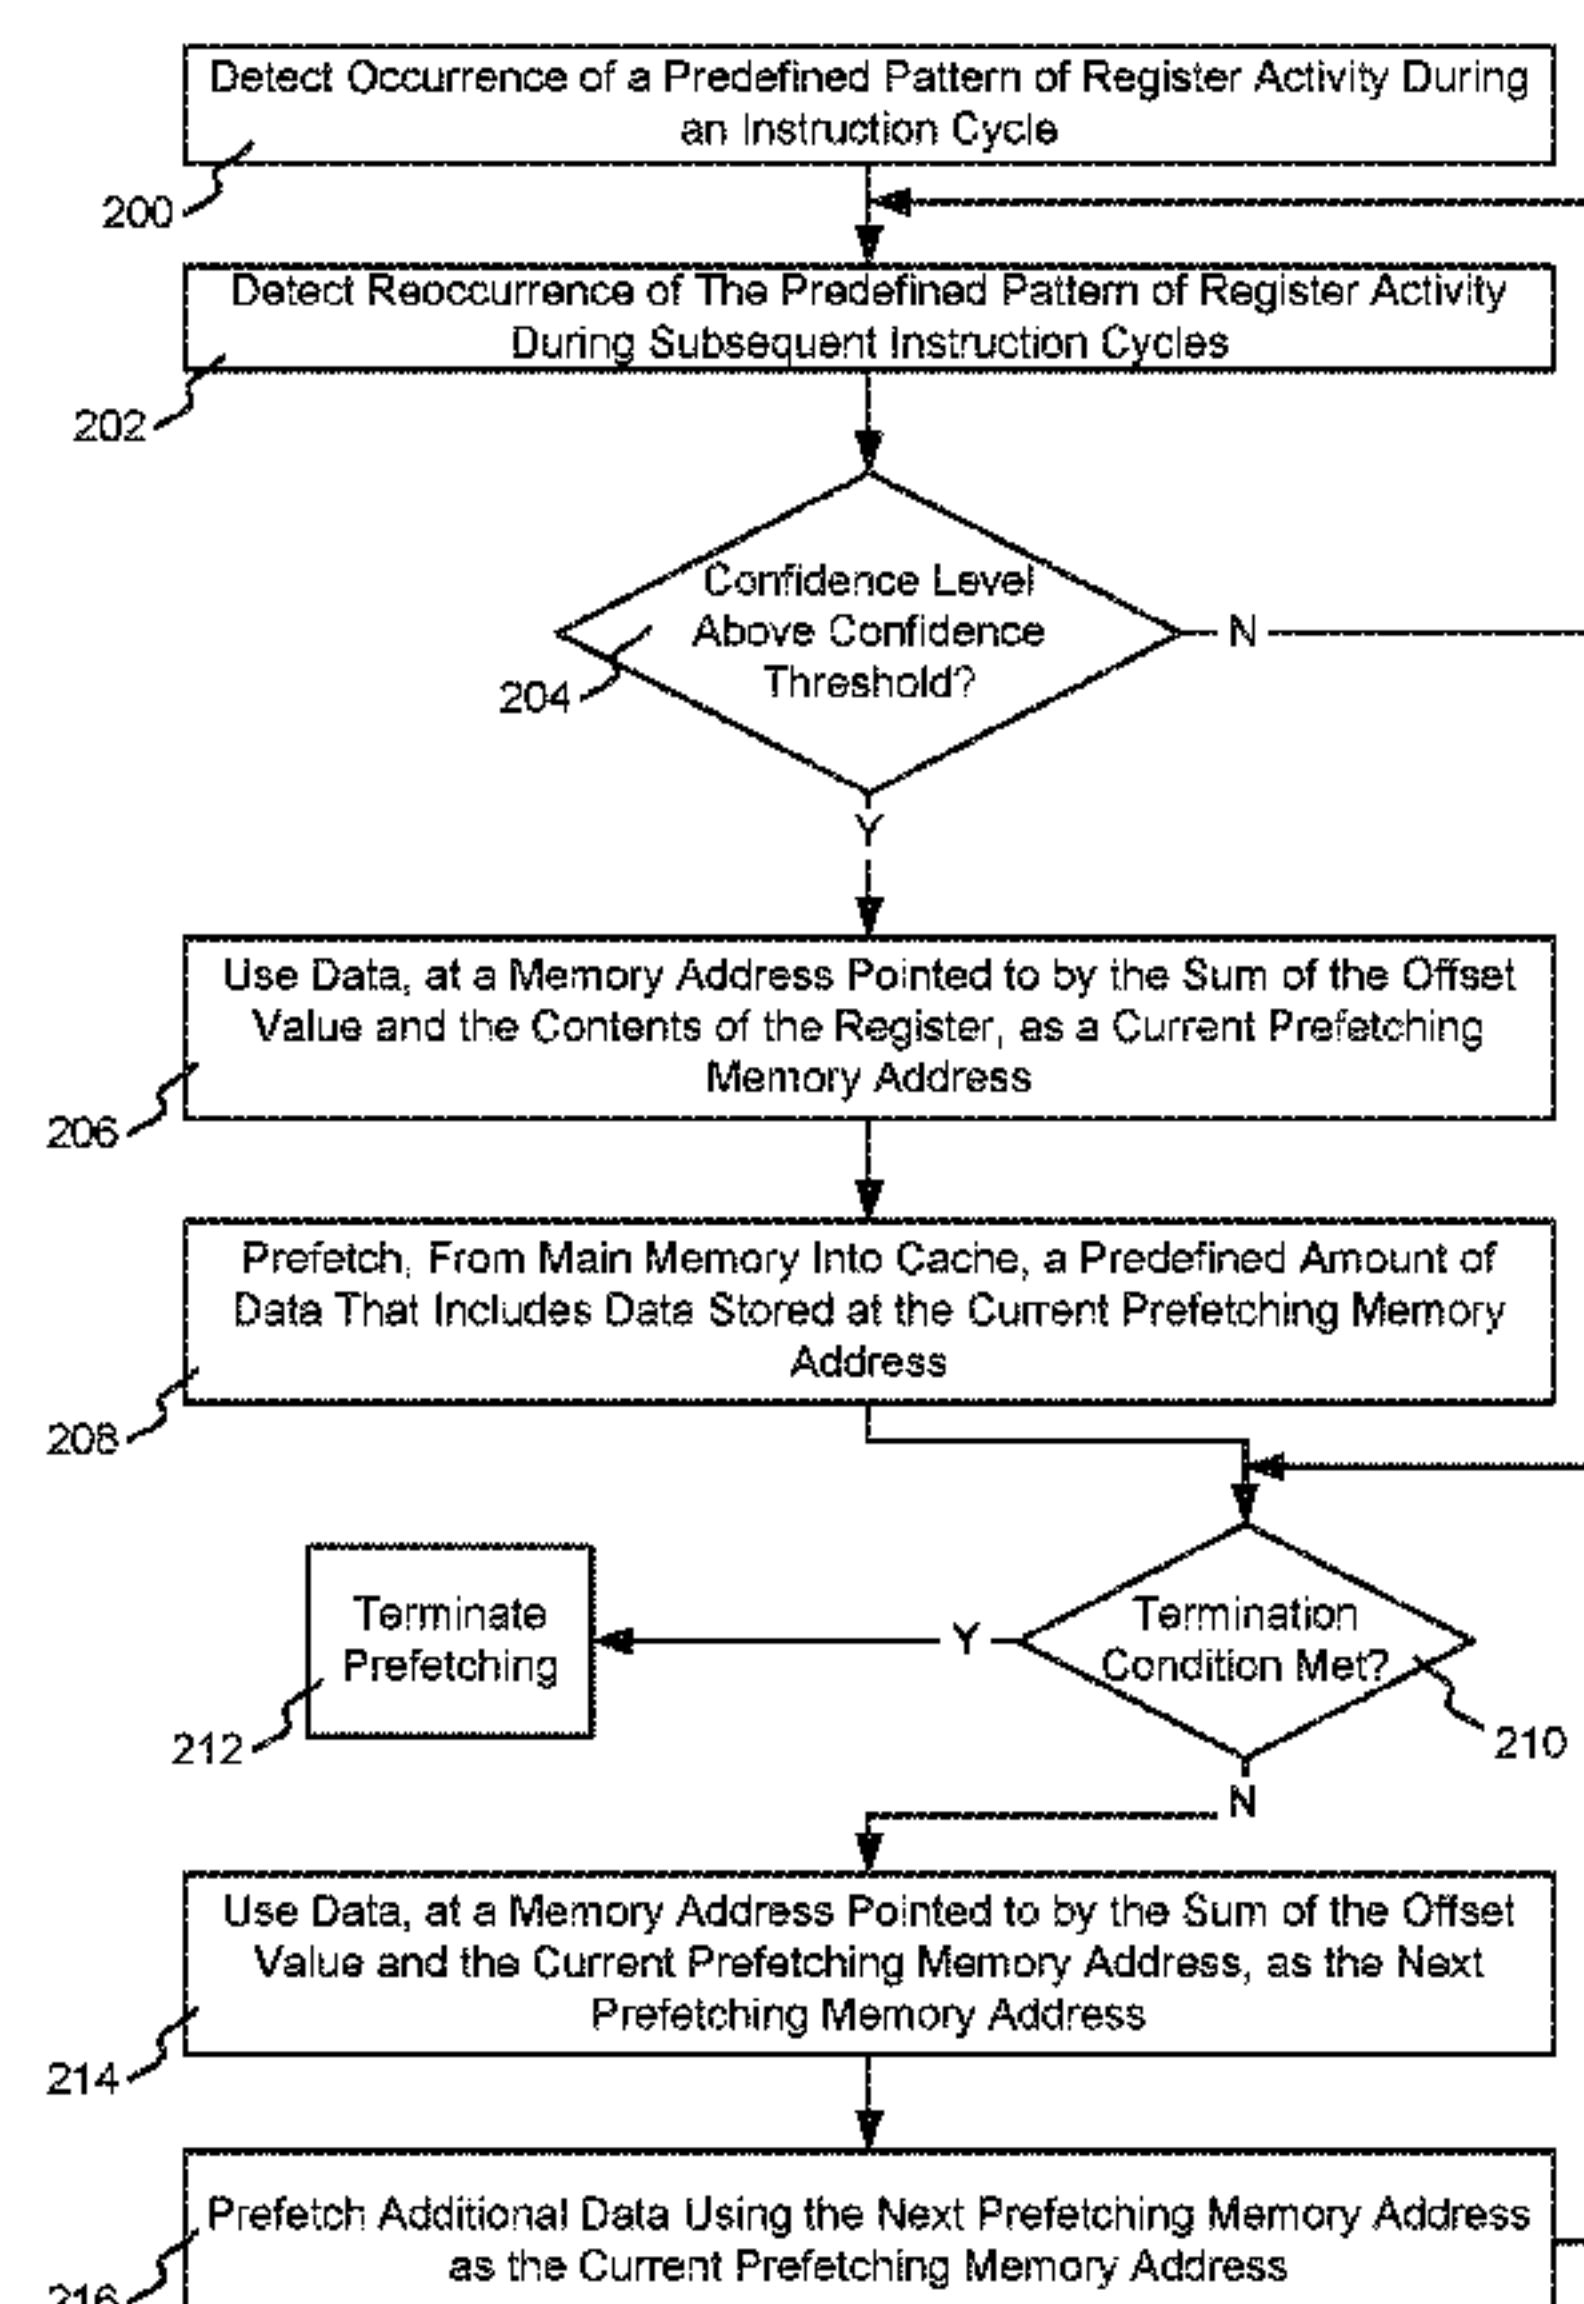 Detect Occurrence of a Predefined Pattern of Register Activity During
an Instruction Cycle
200
Detect Reoccurrence of The Predefined Pattern of Register Activity
During Subsequent Instruction Cycles
202
Confidence Level
Above Confidence
Threshold?
N
204
Y
Use Data, at a Memory Address Pointed to by the Sum of the Offset
Value and the Contents of the Register, as a Current Prefetching
Memory Address
206
Prefetch, From Main Memory Into Cache, a Predefined Amount of
Data That Includes Data Stored at the Current Prefetching Memory
Address
208
Terminate
Prefetching
Y
Termination
Condition Met?
212
210
N
Use Data, at a Memory Address Pointed to by the Sum of the Offset
Value and the Current Prefetching Memory Address, as the Next
Prefetching Memory Address
214
Prefetch Additional Data Using the Next Prefetching Memory Address
as the Current Prefetching Memory Address
216